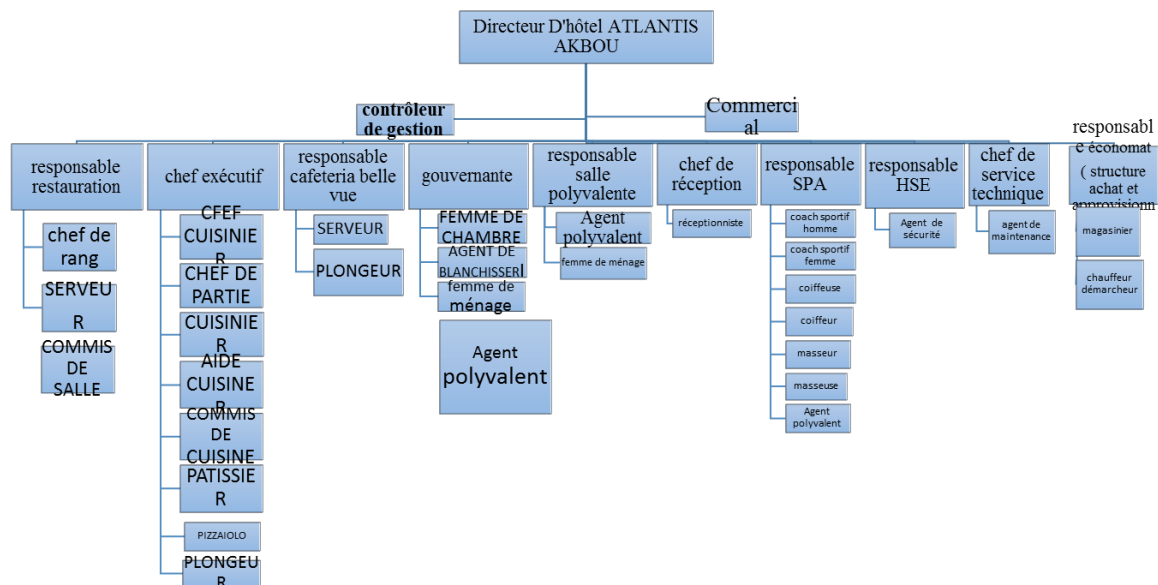 Directeur D'hôtel ATLANTIS
AKBOU
contrôleur
de gestion
Commerci
al
responsable
restauration
chef de
rang
SERVEU
R
COMMIS
DE
SALLE
chef exécutif
CFEF
CUISINIE
R
CHEF DE
PARTIE
CUISINIE
R
AIDE
CUISINE
R
COMMIS
DE
CUISINE
PATISSIE
R
PIZZAIOLO
PLONGEU
R
responsable
cafeteria belle
vue
SERVEUR
PLONGEUR
gouvernante
FEMME DE
CHAMBRE
AGENT DE
BLANCHISSERI
femme de
ménage
Agent
polyvalent
responsable
salle
polyvalente
Agent
polyvalent
femme de ménage
chef de
réception
réceptionniste
responsable
SPA
coach sportif
homme
coach sportif
femme
coiffeuse
coiffeur
masseur
masseuse
Agent
polyvalent
responsable
HSE
Agent de
sécurité
chef de
service
technique
agent de
maintenance
responsabl
e économat
( structure
achat et
approvisionn
magasinier
chauffeur
démarcheur